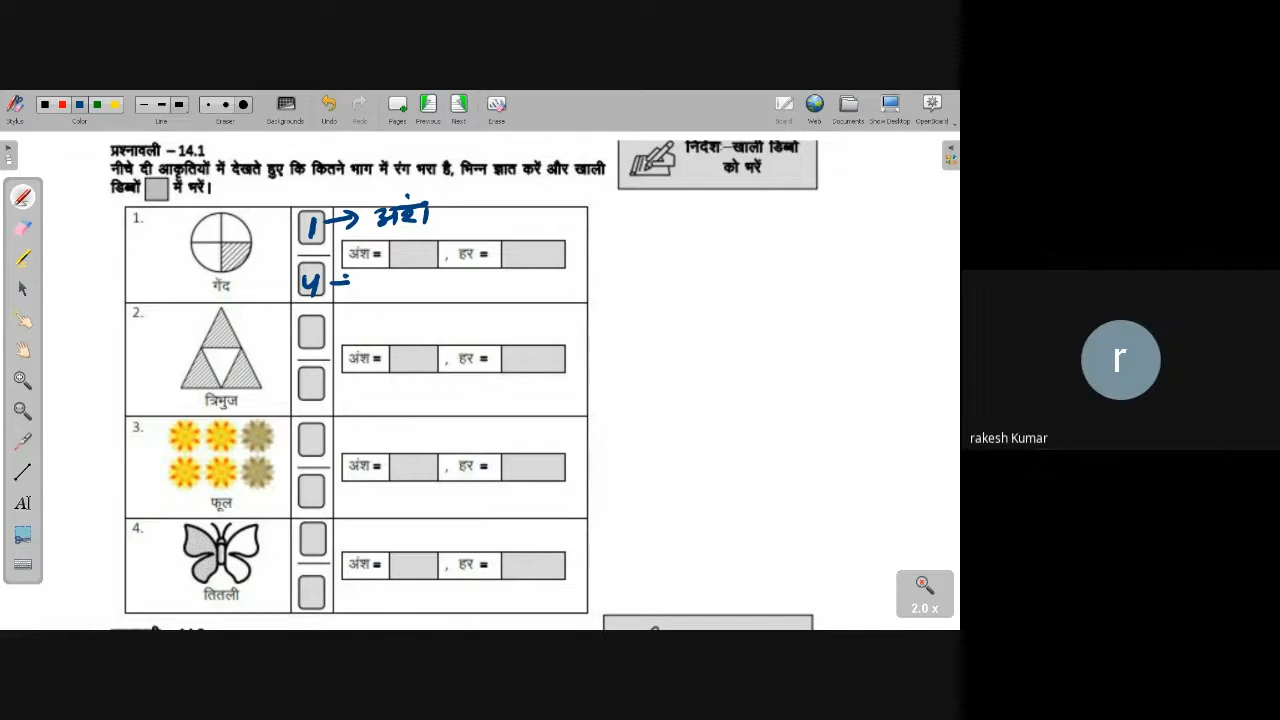 Stylus
Color
Line
Eraser
Backgrounds
Undo
Redo
Pages
Previous
Next
Erase
Board
Web
Documents
Show Desktop
OpenBoard
प्रश्नावली – 14.1
नीचे दी आकृतियों में देखते हुए कि कितने भाग में रंग भरा है, भिन्न ज्ञात करें और खाली
डिब्बों में भरें।
निर्देश–खाली डिब्बों
को भरें
1.
गेंद
1 → अंश
4
अंश = , हर =
2.
त्रिभुज
अंश = , हर =
3.
फूल
अंश = , हर =
4.
तितली
अंश = , हर =
2.0 x
r
rakesh Kumar